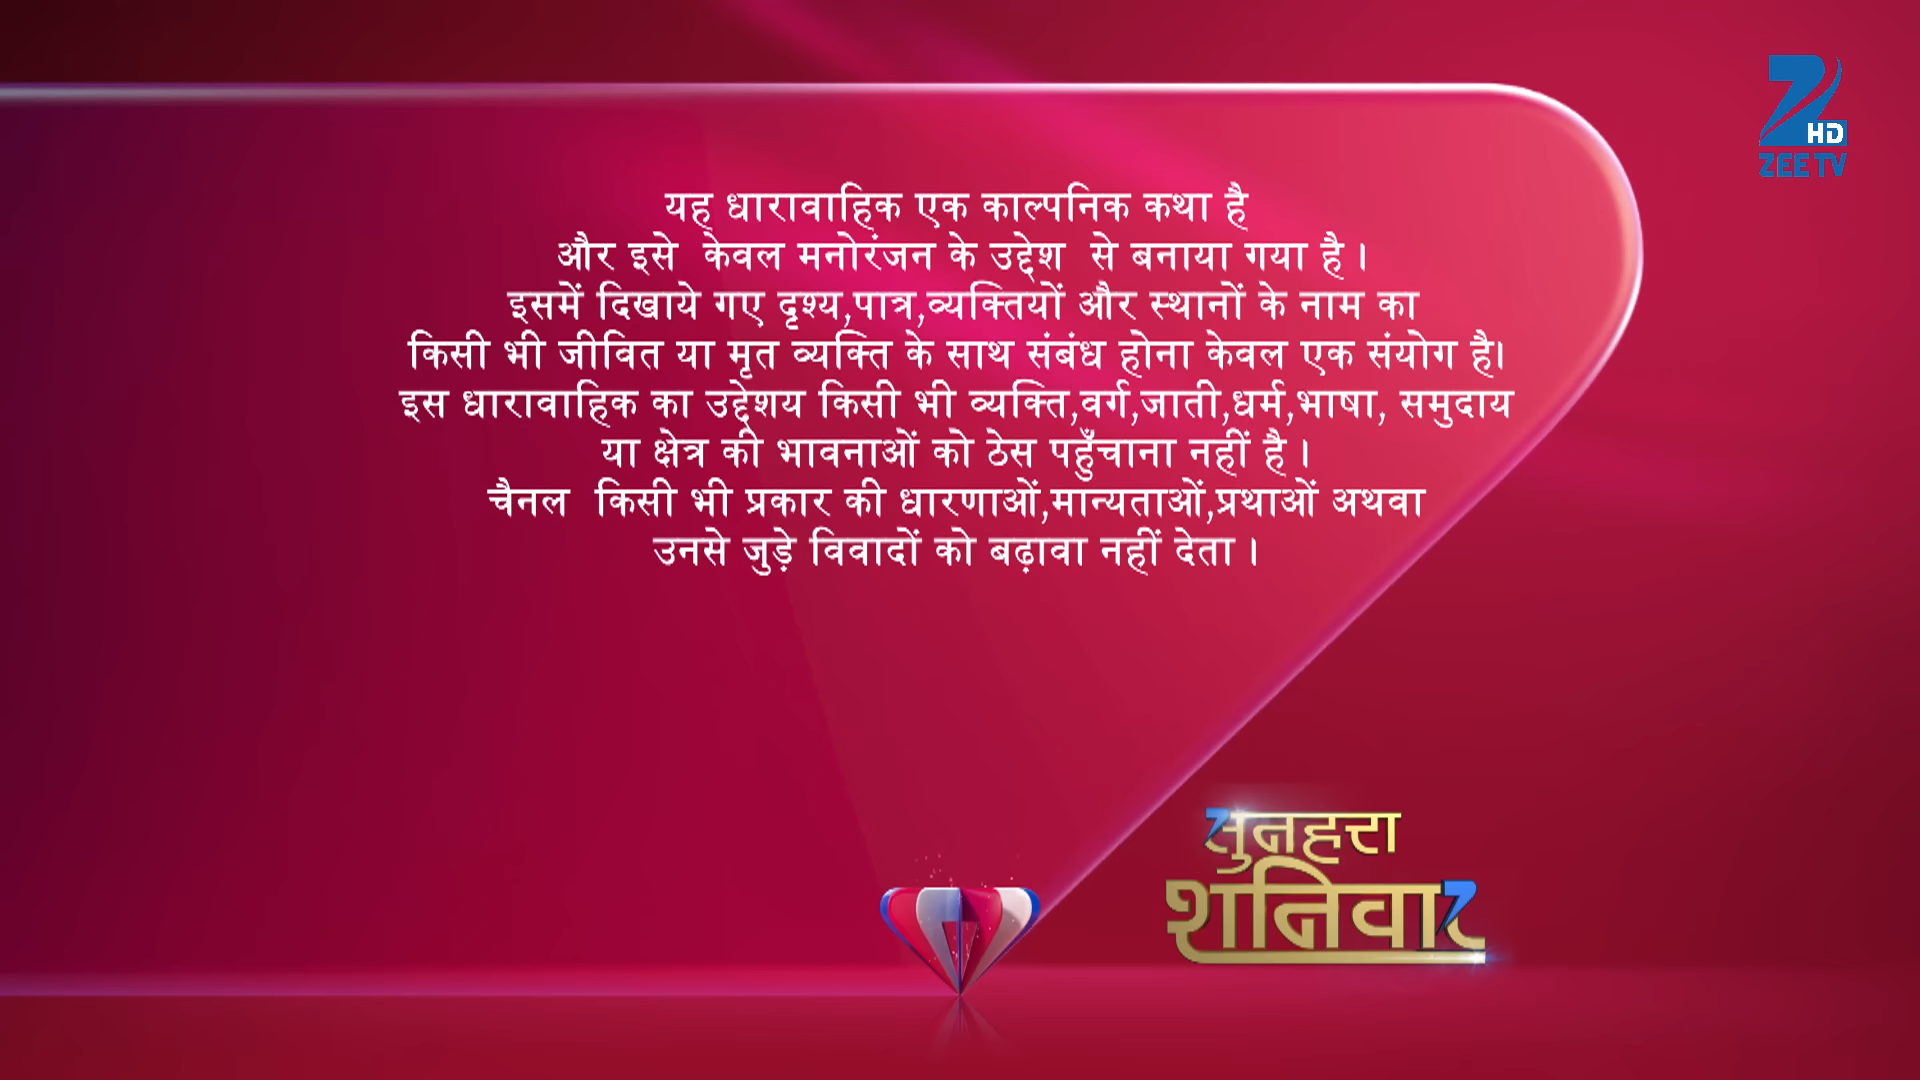 HD
ZEE TV
यह धारावाहिक एक काल्पनिक कथा है
और इसे केवल मनोरंजन के उद्देश से बनाया गया है।
इसमें दिखाये गए दृश्य,पात्र,व्यक्तियों और स्थानों के नाम का
किसी भी जीवित या मृत व्यक्ति के साथ संबंध होना केवल एक संयोग है।
इस धारावाहिक का उद्देशय किसी भी व्यक्ति,वर्ग,जाती,धर्म,भाषा, समुदाय
या क्षेत्र की भावनाओं को ठेस पहुँचाना नहीं है।
चैनल किसी भी प्रकार की धारणाओं,मान्यताओं,प्रथाओं अथवा
उनसे जुड़े विवादों को बढ़ावा नहीं देता।
सुनहरा
शनिवार